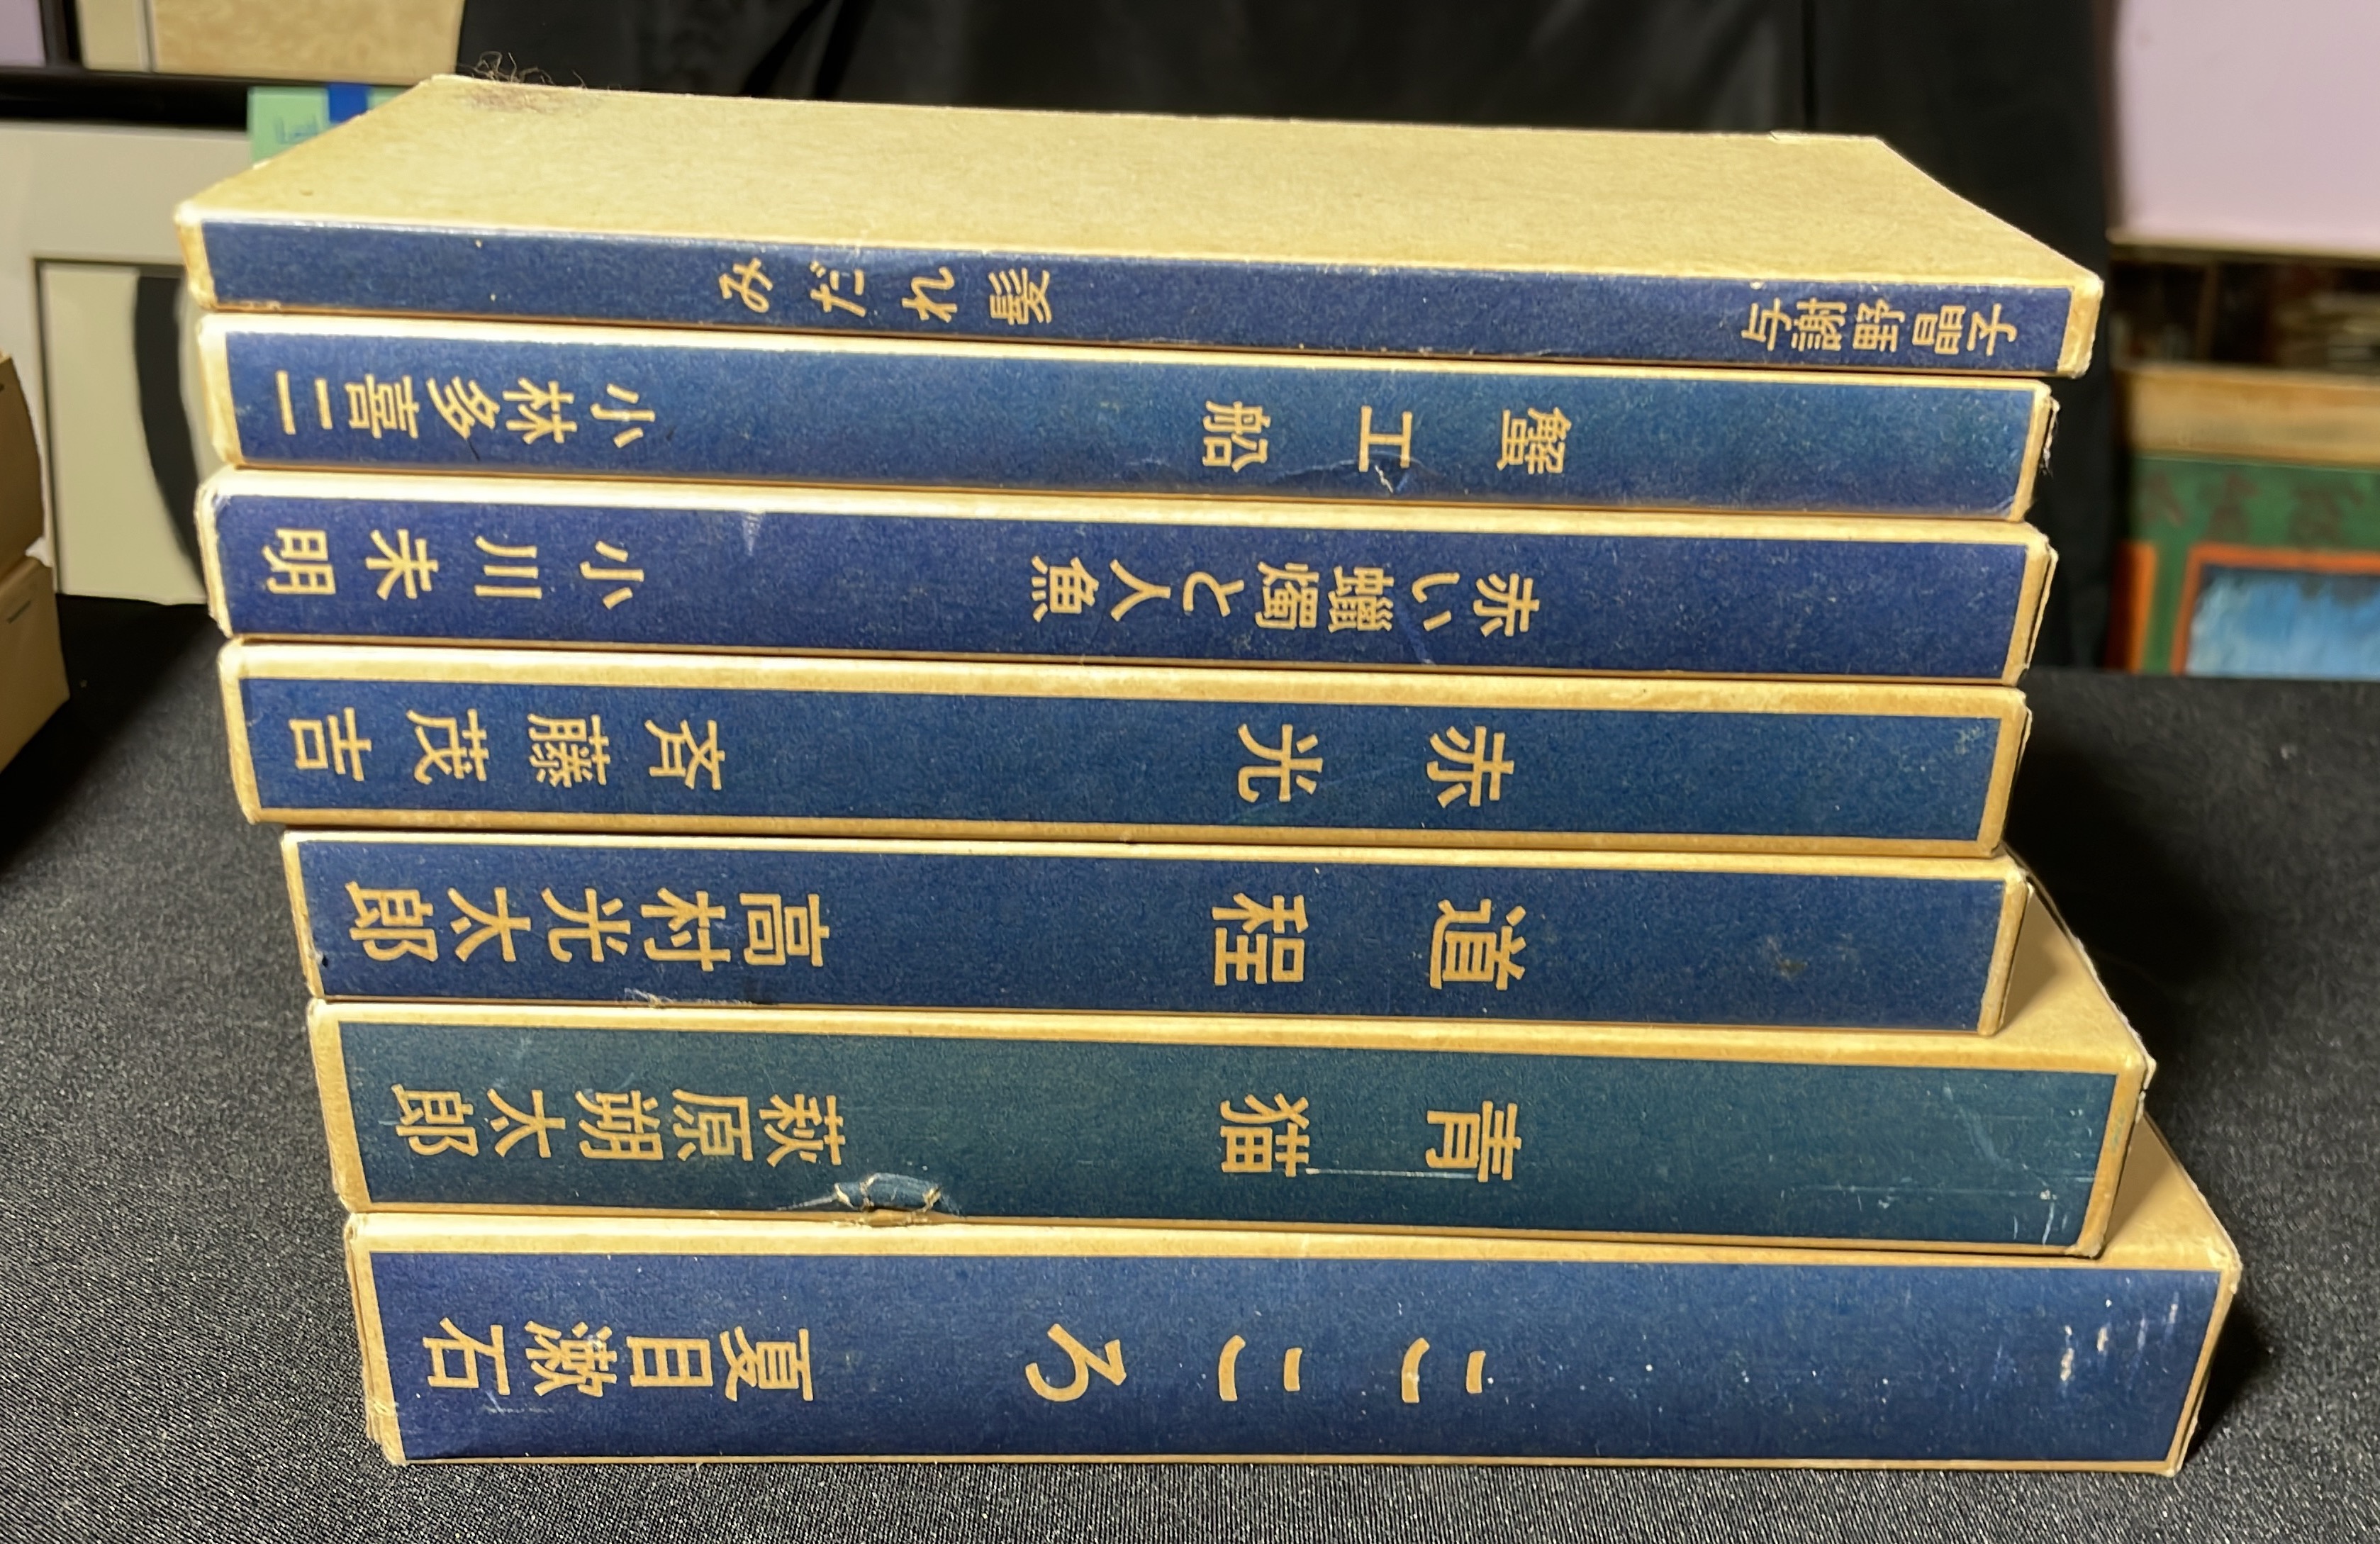 みだれ髪 与謝野晶子
蟹工船 小林多喜二
赤い蠟燭と人魚 小川未明
赤光 斉藤茂吉
道程 高村光太郎
青猫 萩原朔太郎
こころ 夏目漱石